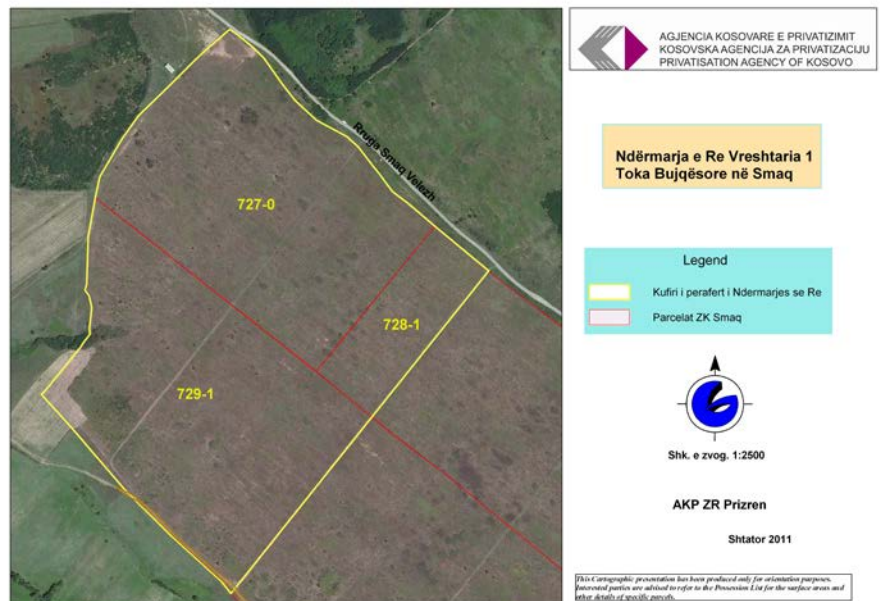 AGJENCIA KOSOVARE E PRIVATIZIMIT
KOSOVSKA AGENCIJA ZA PRIVATIZACIJU
PRIVATISATION AGENCY OF KOSOVO
Ndërmarja e Re Vreshtaria 1
Toka Bujqësore në Smaq
Legend
Kufiri i perafert i Ndermarjes se Re
Parcelat ZK Smaq
Shk. e zvog. 1:2500
AKP ZR Prizren
Shtator 2011
This Cartographic presentation has been produced only for orientation purposes.
Interested parties are advised to refer to the Possession List for the surface areas and
other details of specific parcels.
Rruga Smaq Velezh
727-0
728-1
729-1